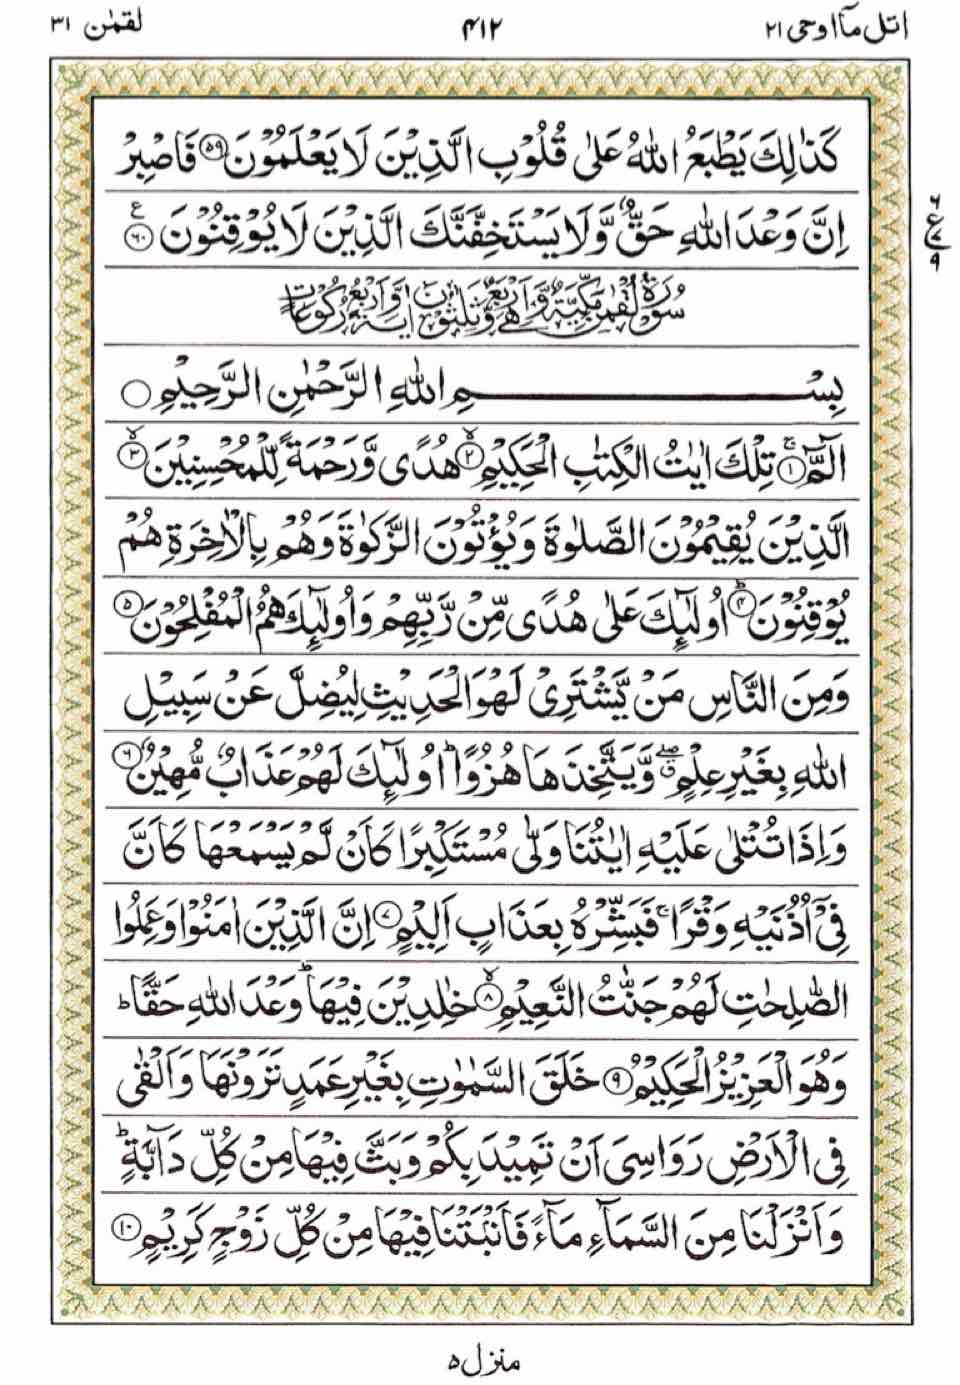 اتل مآ اوحی ۲۱
۴۱۲
لقمٰن ۳۱
كَذٰلِكَ يَطْبَعُ اللّٰهُ عَلٰى قُلُوْبِ الَّذِيْنَ لَا يَعْلَمُوْنَ ﴿۵۹﴾ فَاصْبِرْ
اِنَّ وَعْدَ اللّٰهِ حَقٌّ وَّلَا يَسْتَخِفَّنَّكَ الَّذِيْنَ لَا يُوْقِنُوْنَ ﴿۶۰﴾ ع
۶
ع ۷
۹
سُوْرَةُ لُقْمٰنَ مَكِّيَّةٌ وَّهِيَ اَرْبَعٌ وَّثَلٰثُوْنَ اٰيَةً وَّاَرْبَعُ رُكُوْعَاتٍ
بِسْمِ اللّٰهِ الرَّحْمٰنِ الرَّحِيْمِ
الٓمّٓ ۚ ﴿۱﴾ تِلْكَ اٰيٰتُ الْكِتٰبِ الْحَكِيْمِ ۙ ﴿۲﴾ هُدًى وَّرَحْمَةً لِّلْمُحْسِنِيْنَ ۙ ﴿۳﴾
الَّذِيْنَ يُقِيْمُوْنَ الصَّلٰوةَ وَيُؤْتُوْنَ الزَّكٰوةَ وَهُمْ بِالْاٰخِرَةِ هُمْ
يُوْقِنُوْنَ ؕ ﴿۴﴾ اُولٰٓئِكَ عَلٰى هُدًى مِّنْ رَّبِّهِمْ وَاُولٰٓئِكَ هُمُ الْمُفْلِحُوْنَ ﴿۵﴾
وَمِنَ النَّاسِ مَنْ يَّشْتَرِيْ لَهْوَ الْحَدِيْثِ لِيُضِلَّ عَنْ سَبِيْلِ
اللّٰهِ بِغَيْرِ عِلْمٍ ۖ ق وَّيَتَّخِذَهَا هُزُوًا ؕ اُولٰٓئِكَ لَهُمْ عَذَابٌ مُّهِيْنٌ ﴿۶﴾
وَاِذَا تُتْلٰى عَلَيْهِ اٰيٰتُنَا وَلّٰى مُسْتَكْبِرًا كَاَنْ لَّمْ يَسْمَعْهَا كَاَنَّ
فِيْٓ اُذُنَيْهِ وَقْرًا ۚ فَبَشِّرْهُ بِعَذَابٍ اَلِيْمٍ ﴿۷﴾ اِنَّ الَّذِيْنَ اٰمَنُوْا وَعَمِلُوا
الصّٰلِحٰتِ لَهُمْ جَنّٰتُ النَّعِيْمِ ۙ ﴿۸﴾ خٰلِدِيْنَ فِيْهَا ؕ وَعْدَ اللّٰهِ حَقًّا ؕ
وَهُوَ الْعَزِيْزُ الْحَكِيْمُ ﴿۹﴾ خَلَقَ السَّمٰوٰتِ بِغَيْرِ عَمَدٍ تَرَوْنَهَا وَاَلْقٰى
فِي الْاَرْضِ رَوَاسِيَ اَنْ تَمِيْدَ بِكُمْ وَبَثَّ فِيْهَا مِنْ كُلِّ دَآبَّةٍ ؕ
وَاَنْزَلْنَا مِنَ السَّمَآءِ مَآءً فَاَنْۢبَتْنَا فِيْهَا مِنْ كُلِّ زَوْجٍ كَرِيْمٍ ﴿۱۰﴾
منزل ۵